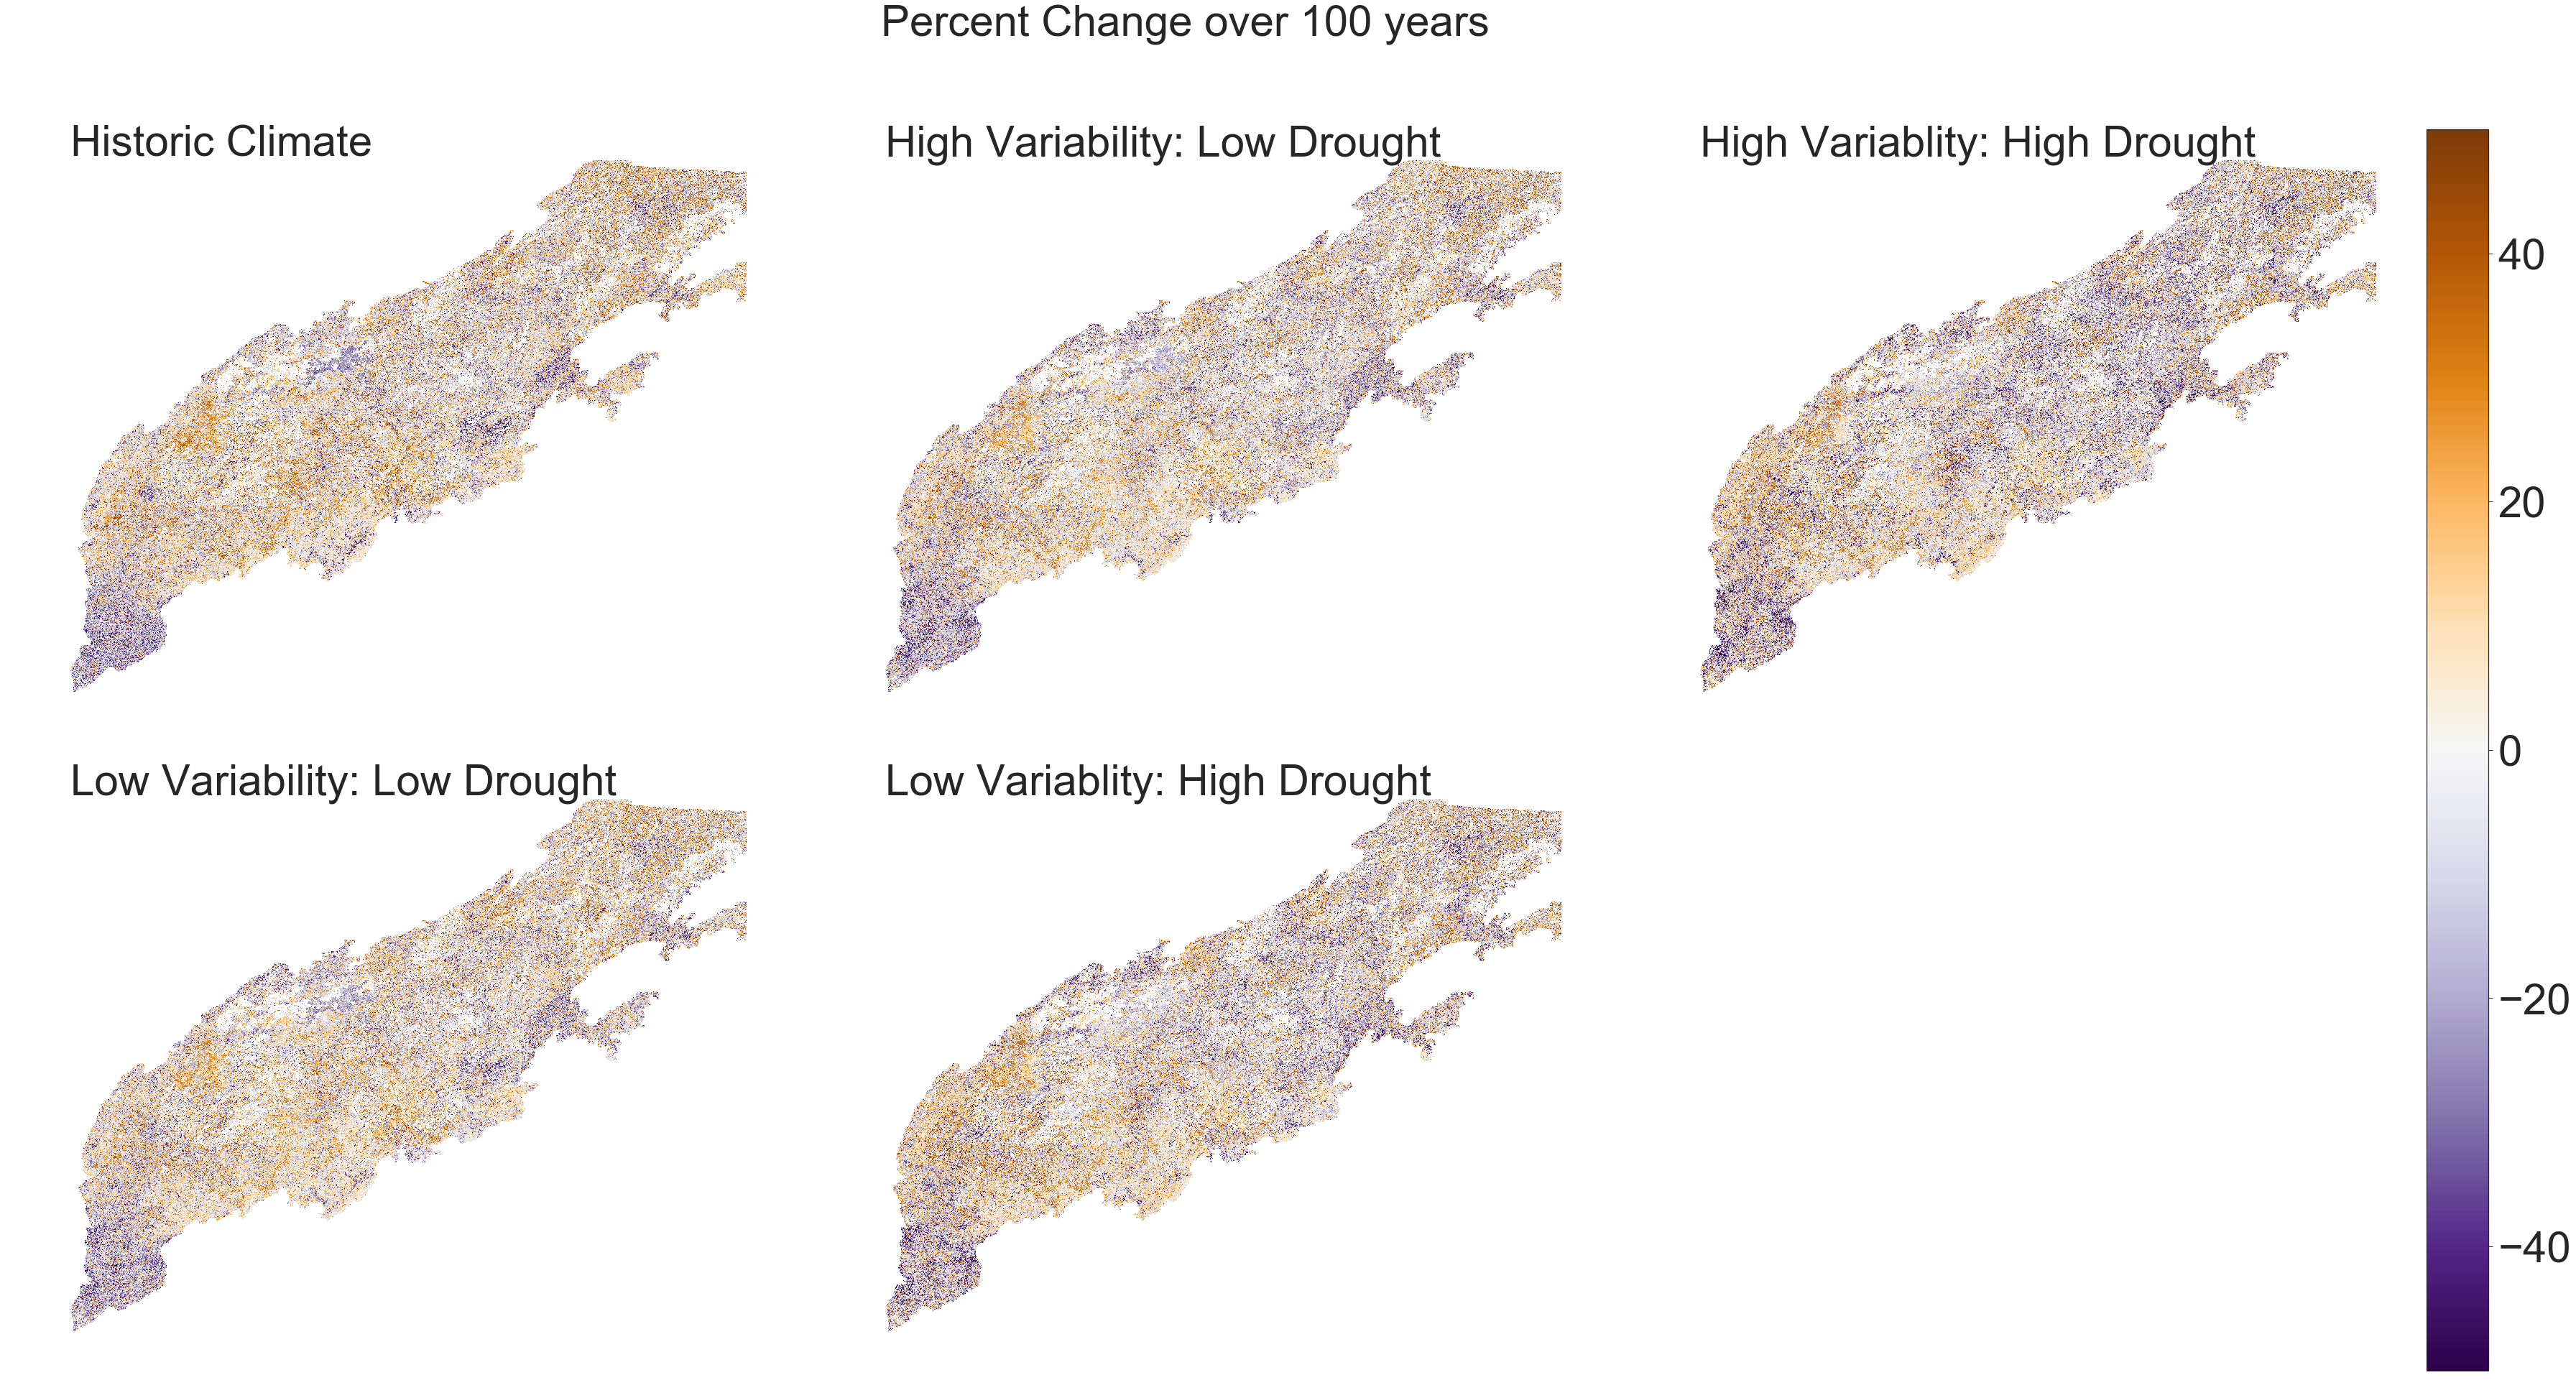 Percent Change over 100 years
Historic Climate
High Variability: Low Drought
High Variablity: High Drought
Low Variability: Low Drought
Low Variablity: High Drought
40
20
0
−20
−40